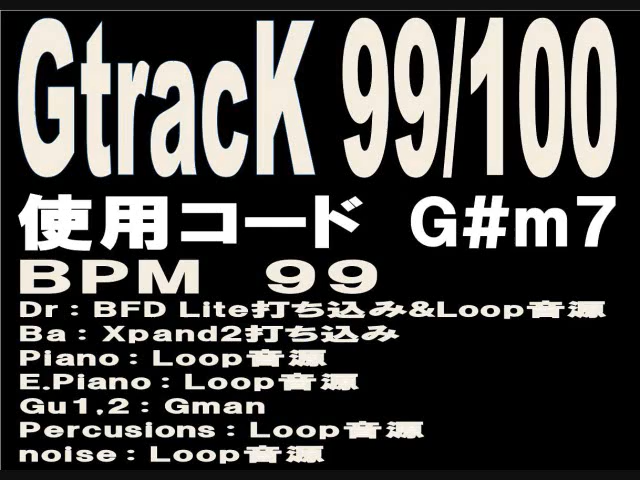 GtracK 99/100
使用コード G#m7
BPM 99
Dr：BFD Lite打ち込み&Loop音源
Ba：Xpand2打ち込み
Piano：Loop音源
E.Piano：Loop音源
Gu1,2：Gman
Percusions：Loop音源
noise：Loop音源